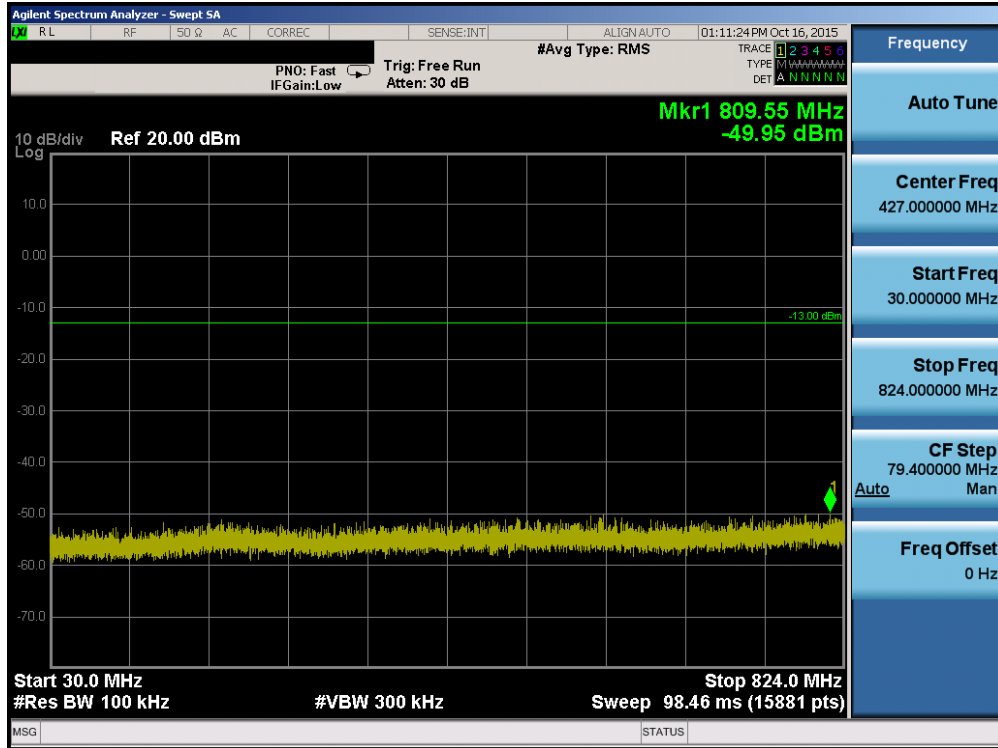 Agilent Spectrum Analyzer - Swept SA
LXI RL RF 50 Ω AC CORREC SENSE:INT ALIGN AUTO 01:11:24 PM Oct 16, 2015
Frequency
#Avg Type: RMS
TRACE 1 2 3 4 5 6
PNO: Fast Trig: Free Run TYPE M WWWWW
IFGain:Low Atten: 30 dB DET A N N N N N
Auto Tune
Mkr1 809.55 MHz
-49.95 dBm
10 dB/div Ref 20.00 dBm
Log
Center Freq
427.000000 MHz
10.0
0.00
Start Freq
30.000000 MHz
-10.0
-13.00 dBm
-20.0
Stop Freq
824.000000 MHz
-30.0
-40.0
CF Step
79.400000 MHz
Auto Man
1
-50.0
Freq Offset
0 Hz
-60.0
-70.0
Start 30.0 MHz Stop 824.0 MHz
#Res BW 100 kHz #VBW 300 kHz Sweep 98.46 ms (15881 pts)
MSG STATUS